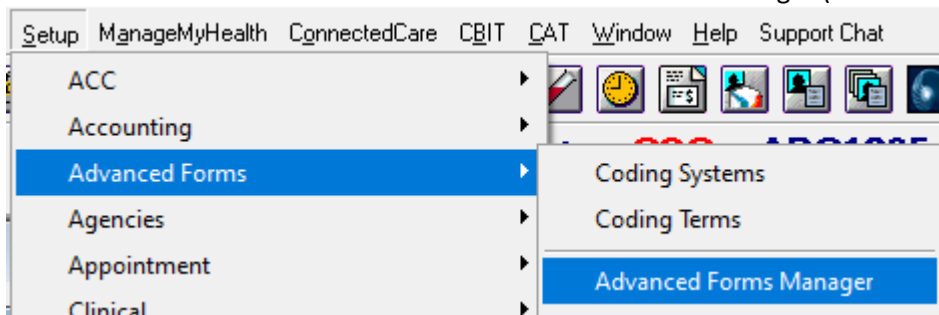 Setup ManageMyHealth ConnectedCare CBIT CAT Window Help Support Chat
ACC
Accounting
Advanced Forms
Coding Systems
Agencies
Coding Terms
Appointment
Advanced Forms Manager
Clinical